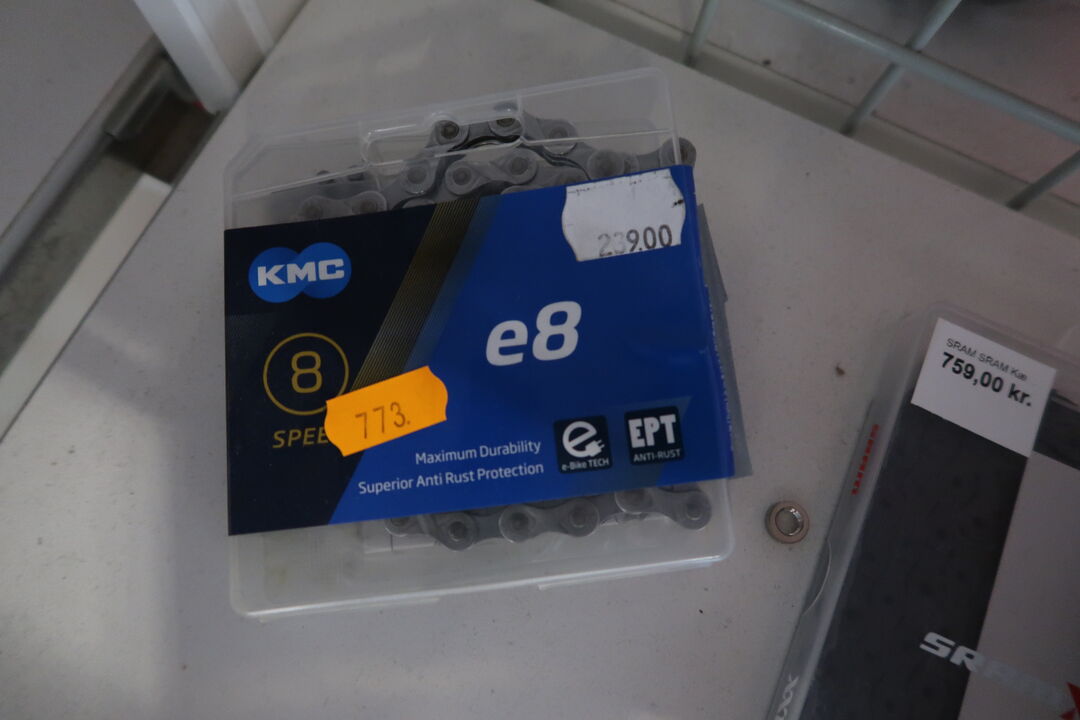 KMC
239.00
e8
8
SPEE
773.
Maximum Durability
Superior Anti Rust Protection
e-Bike TECH
EPT
ANTI-RUST
SRAM SRAM Kæ
759,00 kr.
SRAM